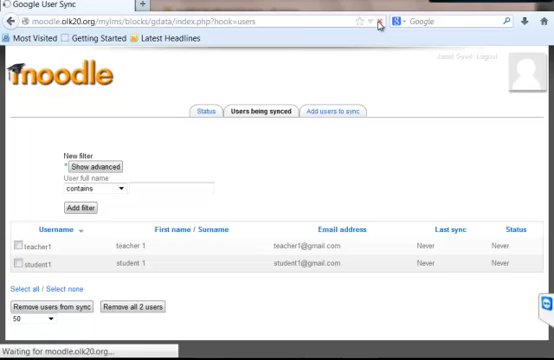 Google User Sync
moodle.olk20.org/mylms/blocks/gdata/index.php?hook=users
Google
Most Visited Getting Started Latest Headlines
moodle
Logout
Status Users being synced Add users to sync
New filter
* Show advanced
User full name
contains
Add filter
Username First name / Surname Email address Last sync Status
teacher1 teacher 1 teacher1@gmail.com Never Never
student1 student 1 student1@gmail.com Never Never
Select all / Select none
Remove users from sync Remove all 2 users
50
Waiting for moodle.olk20.org...